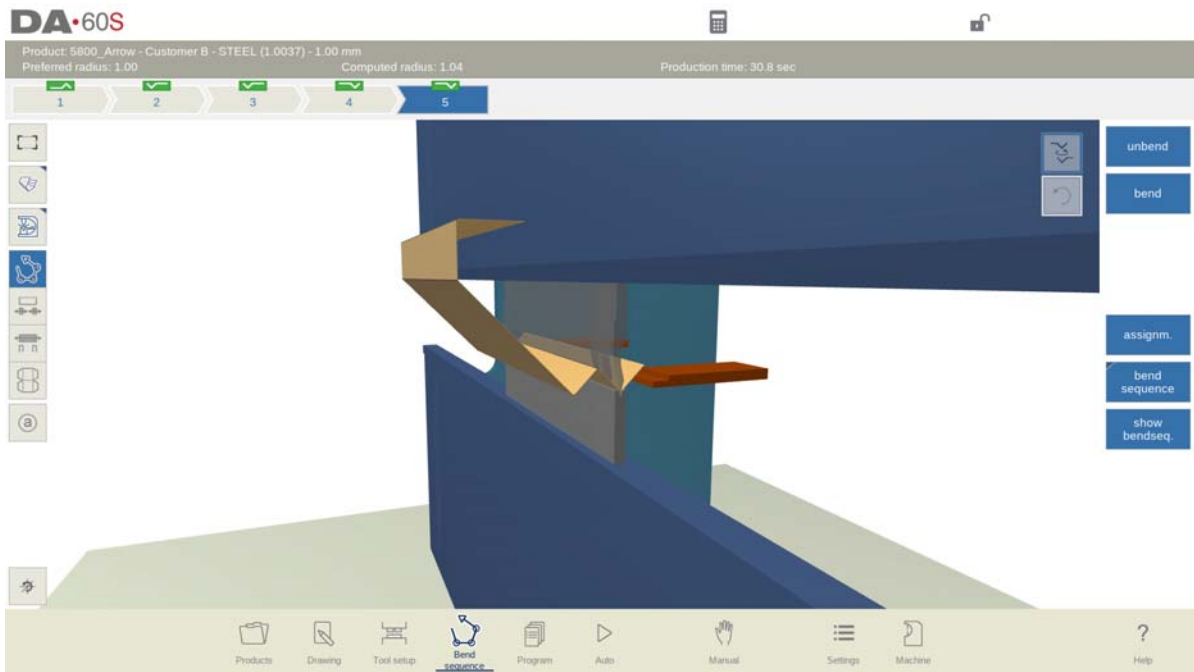 DA•60S
Product: 5800_Arrow - Customer B - STEEL (1.0037) - 1.00 mm
Preferred radius: 1.00 Computed radius: 1.04 Production time: 30.8 sec
1 2 3 4 5
unbend
bend
assignm.
bend
sequence
show
bendseq.
a
Products Drawing Tool setup Bend
sequence Program Auto Manual Settings Machine Help
?